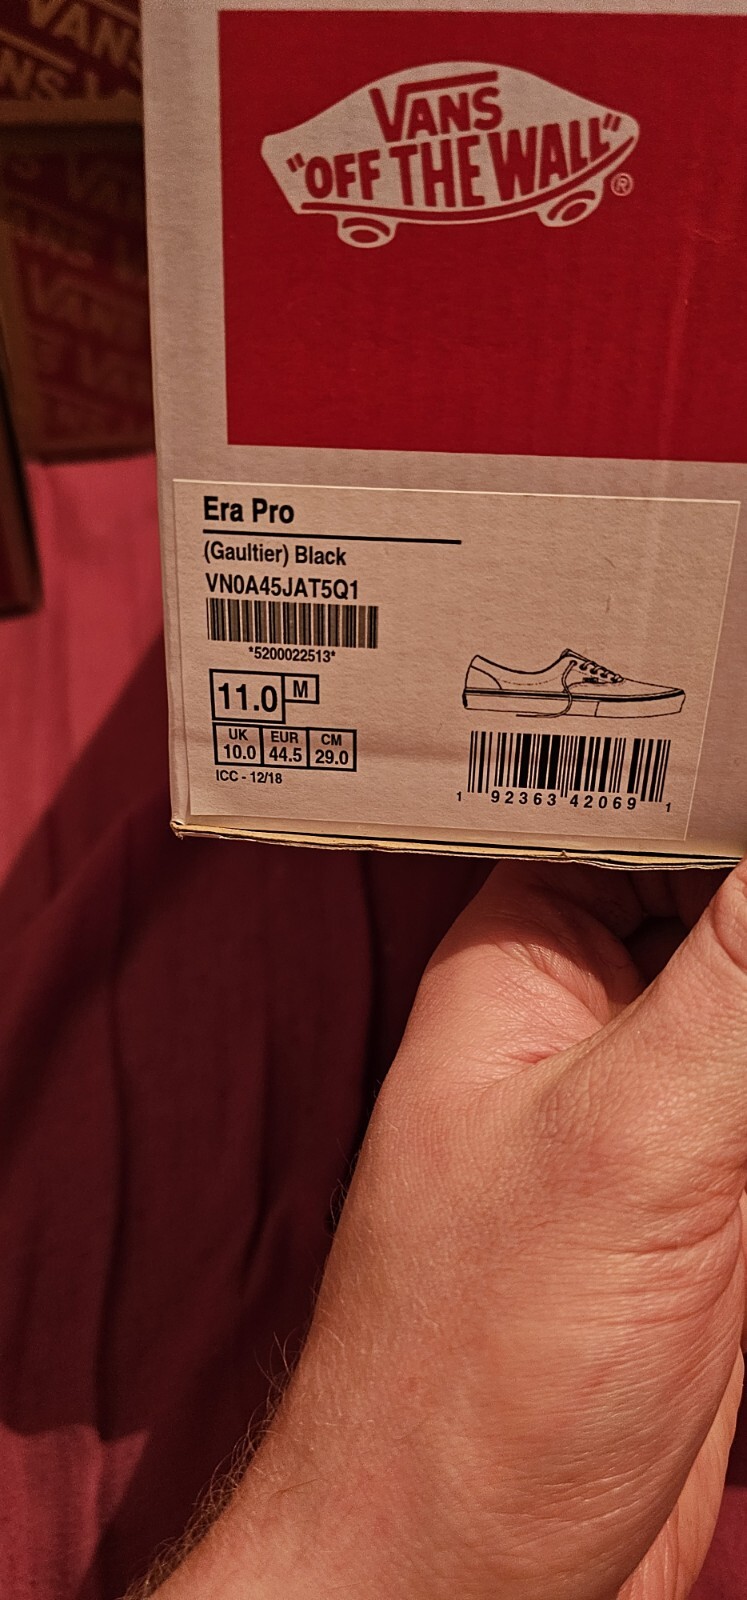 VANS
"OFF THE WALL"
®
Era Pro
(Gaultier) Black
VN0A45JAT5Q1
*5200022513*
11.0 M
UK EUR CM
10.0 44.5 29.0
ICC - 12/18
1 92363 42069 1
VANS